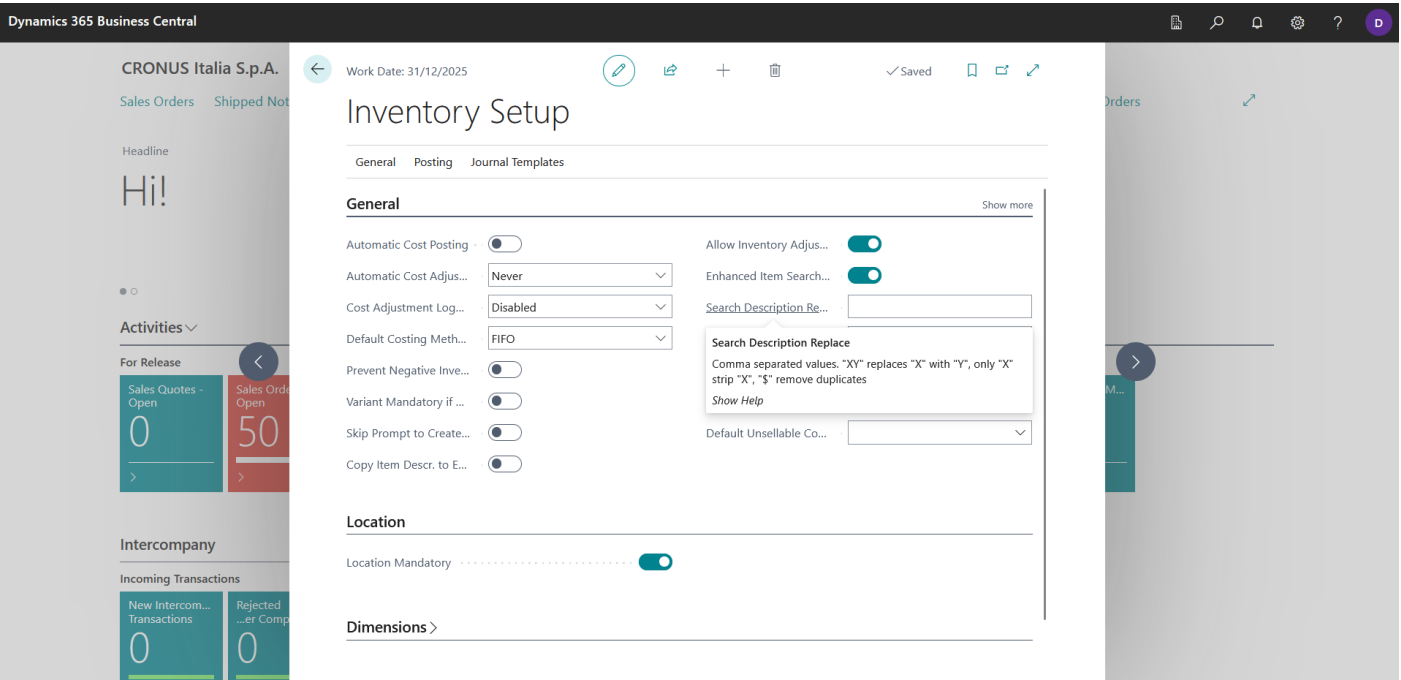 Dynamics 365 Business Central
D
CRONUS Italia S.p.A.
Sales Orders Shipped Not
Orders
Headline
Hi!
Activities
For Release
Sales Quotes -
Open
0
Sales Orde
Open
50
M...
Intercompany
Incoming Transactions
New Intercom...
Transactions
0
Rejected
...er Comp
0
Work Date: 31/12/2025
Saved
Inventory Setup
General Posting Journal Templates
General
Show more
Automatic Cost Posting
Automatic Cost Adjus... Never
Cost Adjustment Log... Disabled
Default Costing Meth... FIFO
Prevent Negative Inve...
Variant Mandatory if ...
Skip Prompt to Create...
Copy Item Descr. to E...
Allow Inventory Adjus...
Enhanced Item Search...
Search Description Re...
Search Description Replace
Comma separated values. "XY" replaces "X" with "Y", only "X"
strip "X", "$" remove duplicates
Show Help
Default Unsellable Co...
Location
Location Mandatory
Dimensions